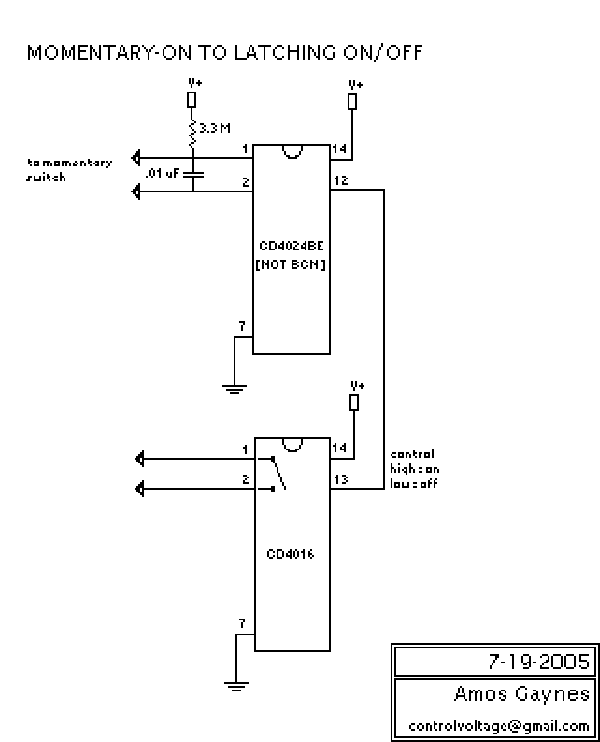 MOMENTARY-ON TO LATCHING ON/OFF
V+
V+
3.3 M
1
14
to momentary
switch
.01 uF
2
12
CD4024BE
[NOT BCN]
7
V+
1
14
control
high on
low off
2
13
CD4016
7
7-19-2005
Amos Gaynes
controlvoltage@gmail.com